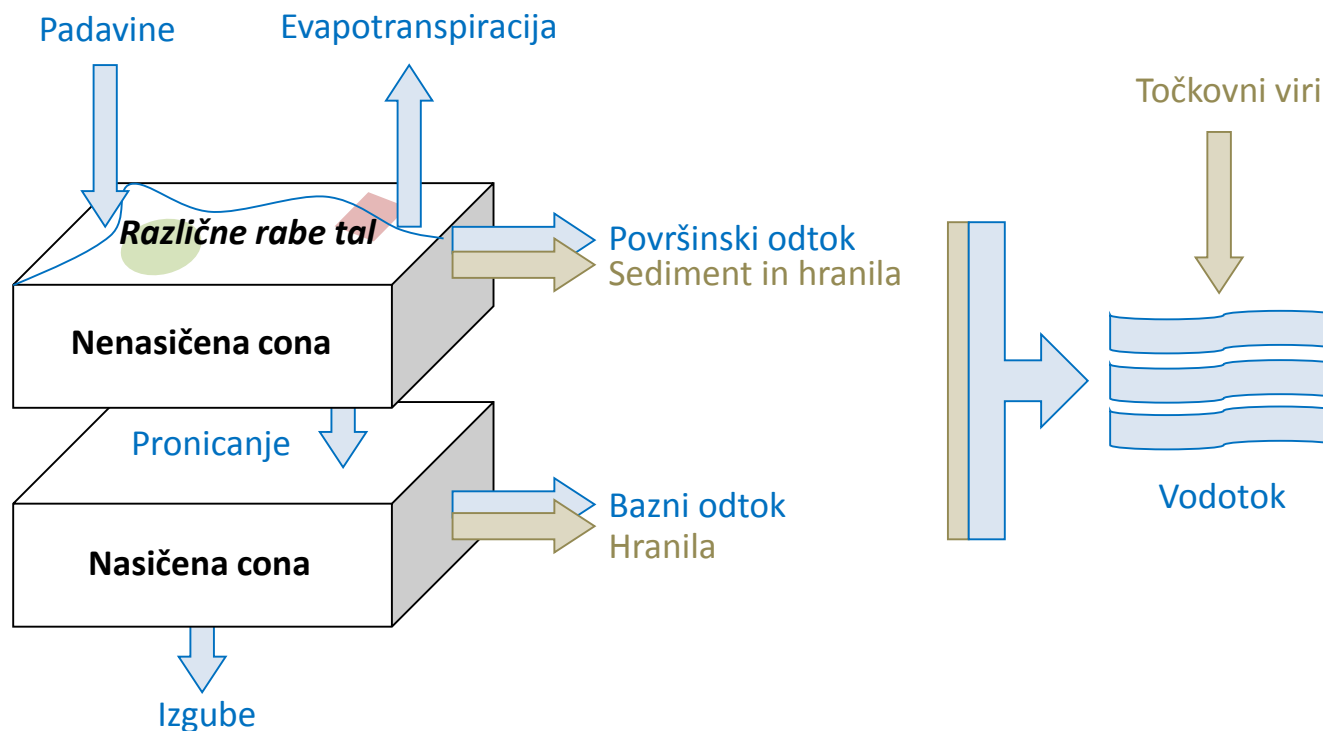 Padavine
Evapotranspiracija
Točkovni viri
Različne rabe tal
Površinski odtok
Sediment in hranila
Nenasičena cona
Pronicanje
Bazni odtok
Hranila
Vodotok
Nasičena cona
Izgube